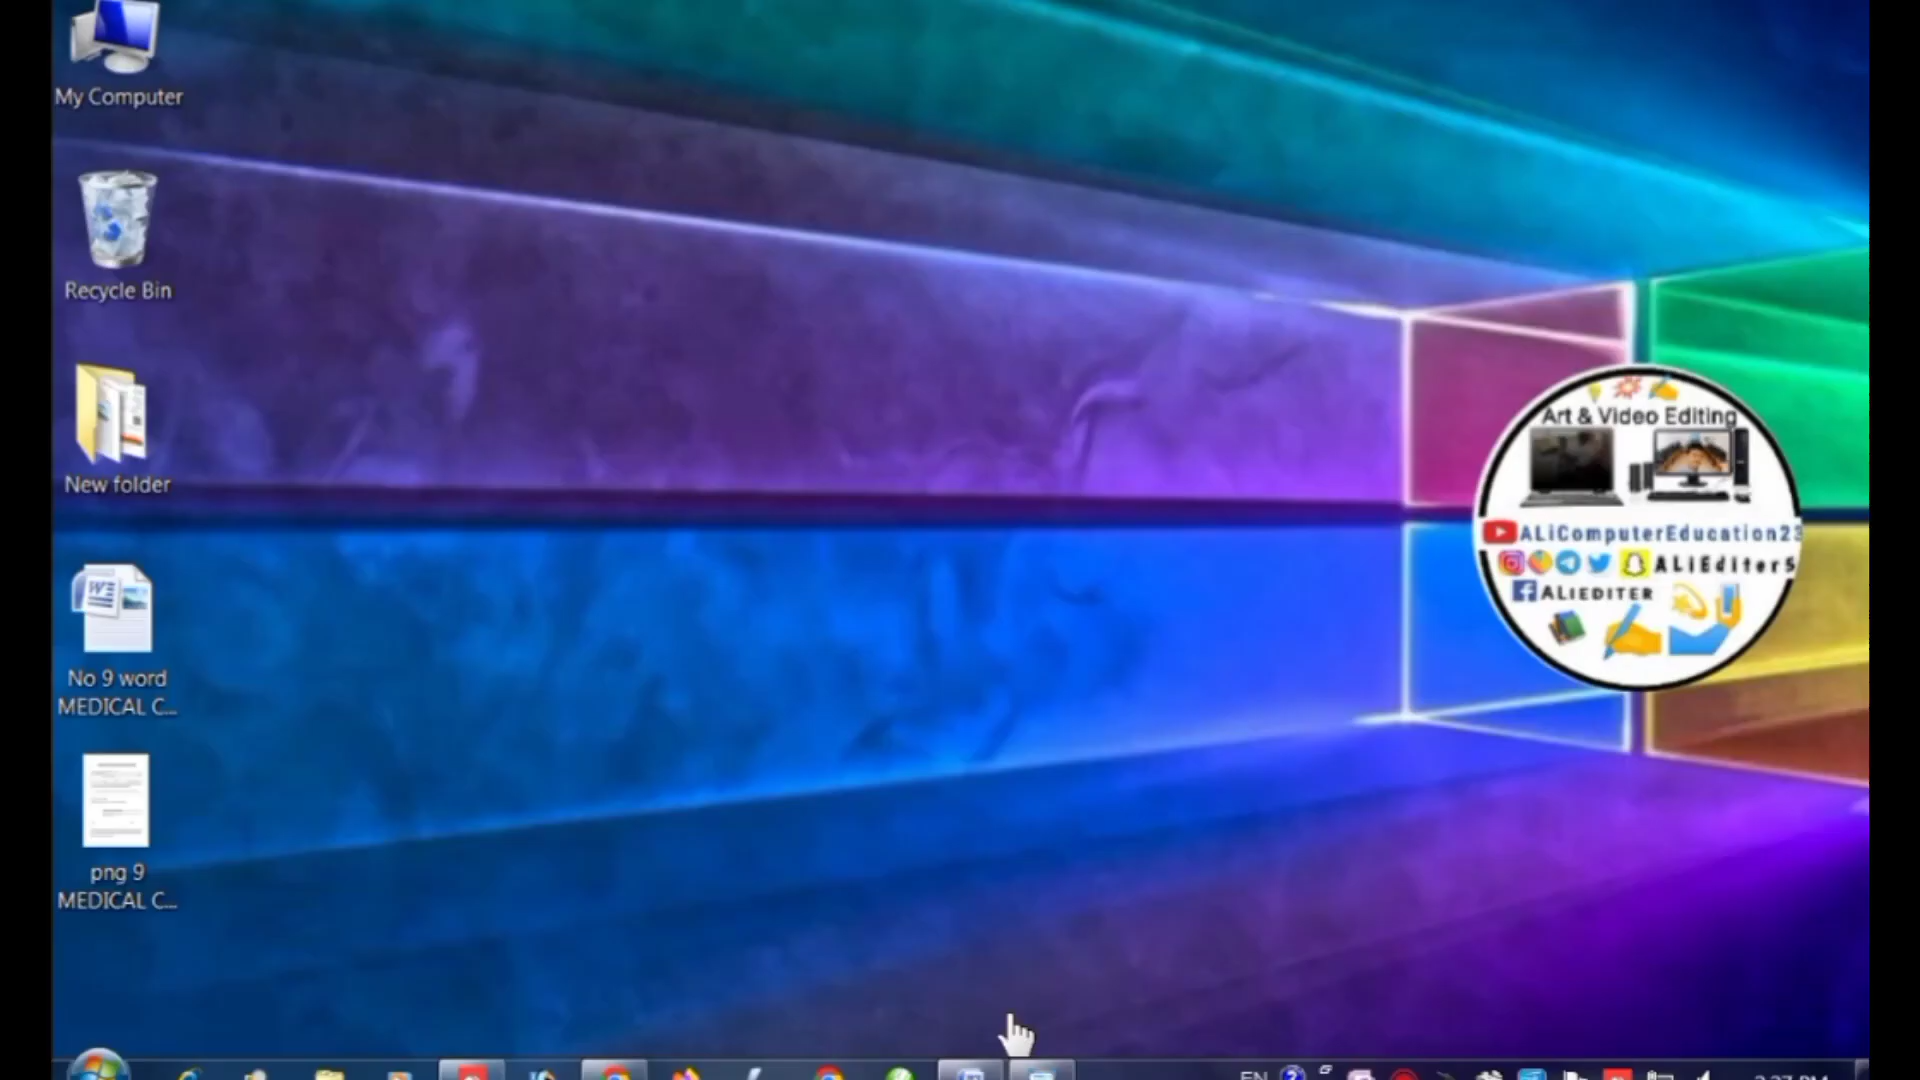 My Computer
Recycle Bin
New folder
No 9 word
MEDICAL C...
png 9
MEDICAL C...
Art & Video Editing
ALiComputerEducation23
ALiEditer5
ALIEDITER
EN